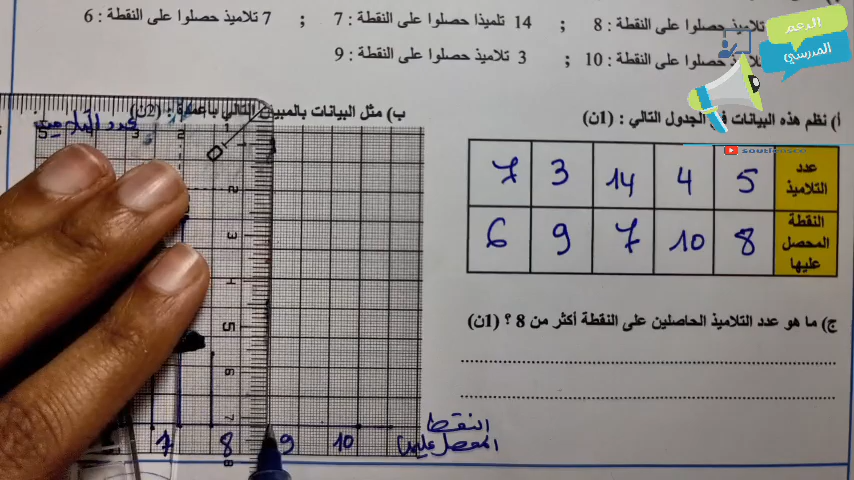 تلاميذ حصلوا على النقطة : 8 ; 14 تلميذا حصلوا على النقطة : 7 ; 7 تلاميذ حصلوا على النقطة : 6
حصلوا على النقطة : 10 ; 3 تلاميذ حصلوا على النقطة : 9
الدعم
المدرسي
أ) نظم هذه البيانات في الجدول التالي : (1ن)
عدد التلاميذ 5 4 14 3 7
النقطة المحصل عليها 8 10 7 9 6
ج) ما هو عدد التلاميذ الحاصلين على النقطة أكثر من 8 ؟ (1ن)
ب) مثل البيانات بالمبيان التالي بأعمدة : (2ن)
عدد التلاميذ
7 8 9 10
النقط
المحصل عليها